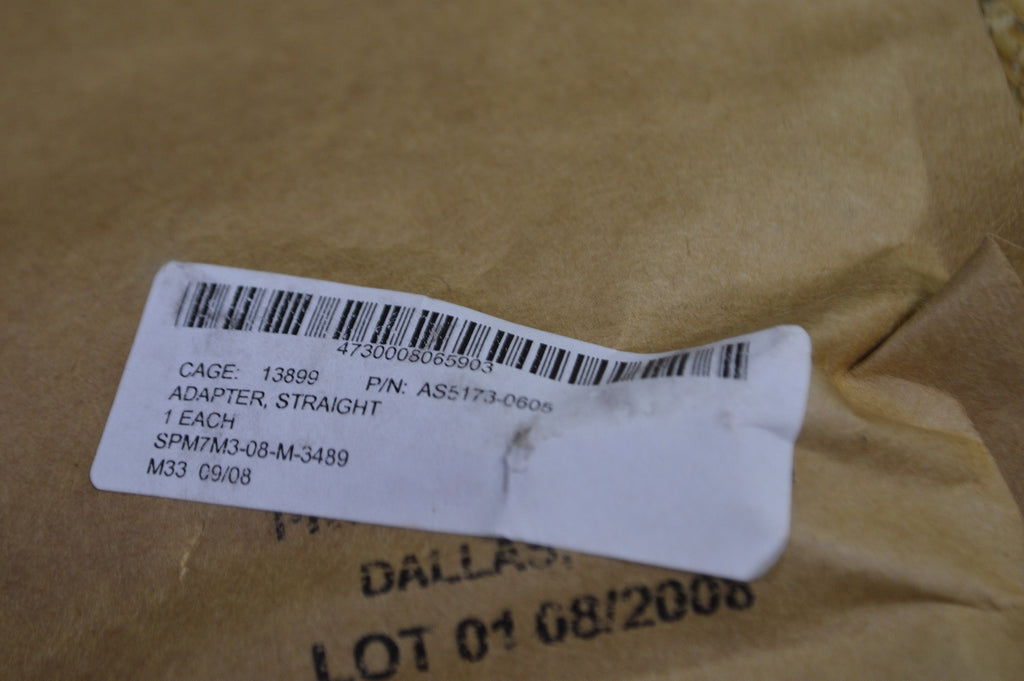 4730008065903
CAGE: 13899 P/N: AS5173-0605
ADAPTER, STRAIGHT
1 EACH
SPM7M3-08-M-3489
M33 09/08
DALLAS,
LOT 01 08/2008